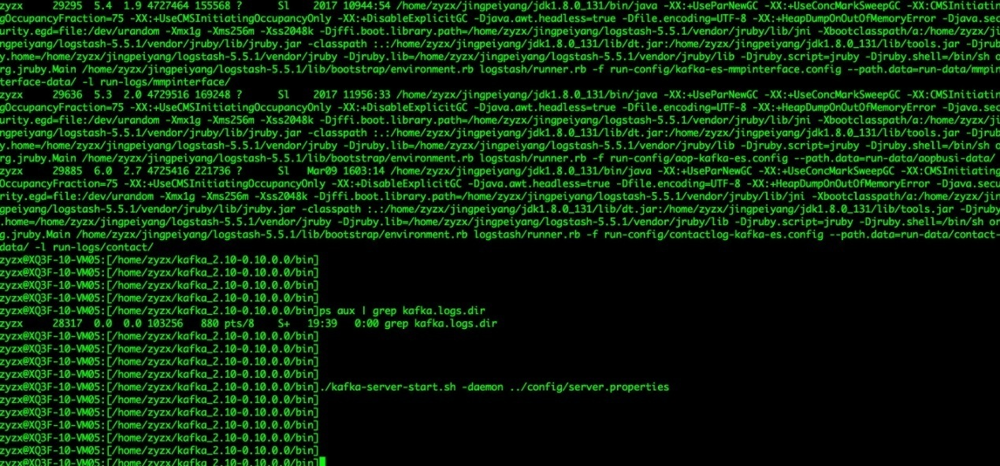 zyzx     29295  5.4  1.9 4727464 155568 ?      Sl    2017 10944:54 /home/zyzx/jingpeiyang/jdk1.8.0_131/bin/java -XX:+UseParNewGC -XX:+UseConcMarkSweepGC -XX:CMSInitiating
gOccupancyFraction=75 -XX:+UseCMSInitiatingOccupancyOnly -XX:+DisableExplicitGC -Djava.awt.headless=true -Dfile.encoding=UTF-8 -XX:+HeapDumpOnOutOfMemoryError -Djava.sec
urity.egd=file:/dev/urandom -Xmx1g -Xms256m -Xss2048k -Djffi.boot.library.path=/home/zyzx/jingpeiyang/logstash-5.5.1/vendor/jruby/lib/jni -Xbootclasspath/a:/home/zyzx/ji
ngpeiyang/logstash-5.5.1/vendor/jruby/lib/jruby.jar -classpath :.:/home/zyzx/jingpeiyang/jdk1.8.0_131/lib/dt.jar:/home/zyzx/jingpeiyang/jdk1.8.0_131/lib/tools.jar -Djrub
y.home=/home/zyzx/jingpeiyang/logstash-5.5.1/vendor/jruby -Djruby.lib=/home/zyzx/jingpeiyang/logstash-5.5.1/vendor/jruby/lib -Djruby.script=jruby -Djruby.shell=/bin/sh o
rg.jruby.Main /home/zyzx/jingpeiyang/logstash-5.5.1/lib/bootstrap/environment.rb logstash/runner.rb -f run-config/kafka-es-mmpinterface.config --path.data=run-data/mmpin
terface-data/ -l run-logs/mmpinterface/
zyzx     29636  5.3  2.0 4729516 169248 ?      Sl    2017 11956:33 /home/zyzx/jingpeiyang/jdk1.8.0_131/bin/java -XX:+UseParNewGC -XX:+UseConcMarkSweepGC -XX:CMSInitiatin
gOccupancyFraction=75 -XX:+UseCMSInitiatingOccupancyOnly -XX:+DisableExplicitGC -Djava.awt.headless=true -Dfile.encoding=UTF-8 -XX:+HeapDumpOnOutOfMemoryError -Djava.sec
urity.egd=file:/dev/urandom -Xmx1g -Xms256m -Xss2048k -Djffi.boot.library.path=/home/zyzx/jingpeiyang/logstash-5.5.1/vendor/jruby/lib/jni -Xbootclasspath/a:/home/zyzx/ji
ngpeiyang/logstash-5.5.1/vendor/jruby/lib/jruby.jar -classpath :.:/home/zyzx/jingpeiyang/jdk1.8.0_131/lib/dt.jar:/home/zyzx/jingpeiyang/jdk1.8.0_131/lib/tools.jar -Djrub
y.home=/home/zyzx/jingpeiyang/logstash-5.5.1/vendor/jruby -Djruby.lib=/home/zyzx/jingpeiyang/logstash-5.5.1/vendor/jruby/lib -Djruby.script=jruby -Djruby.shell=/bin/sh o
rg.jruby.Main /home/zyzx/jingpeiyang/logstash-5.5.1/lib/bootstrap/environment.rb logstash/runner.rb -f run-config/aop-kafka-es.config --path.data=run-data/aopbusi-data/
zyzx     29885  6.0  2.7 4725416 221736 ?      Sl   Mar09 1603:14 /home/zyzx/jingpeiyang/jdk1.8.0_131/bin/java -XX:+UseParNewGC -XX:+UseConcMarkSweepGC -XX:CMSInitiating
OccupancyFraction=75 -XX:+UseCMSInitiatingOccupancyOnly -XX:+DisableExplicitGC -Djava.awt.headless=true -Dfile.encoding=UTF-8 -XX:+HeapDumpOnOutOfMemoryError -Djava.secu
rity.egd=file:/dev/urandom -Xmx1g -Xms256m -Xss2048k -Djffi.boot.library.path=/home/zyzx/jingpeiyang/logstash-5.5.1/vendor/jruby/lib/jni -Xbootclasspath/a:/home/zyzx/jin
gpeiyang/logstash-5.5.1/vendor/jruby/lib/jruby.jar -classpath :.:/home/zyzx/jingpeiyang/jdk1.8.0_131/lib/dt.jar:/home/zyzx/jingpeiyang/jdk1.8.0_131/lib/tools.jar -Djruby
.home=/home/zyzx/jingpeiyang/logstash-5.5.1/vendor/jruby -Djruby.lib=/home/zyzx/jingpeiyang/logstash-5.5.1/vendor/jruby/lib -Djruby.script=jruby -Djruby.shell=/bin/sh or
g.jruby.Main /home/zyzx/jingpeiyang/logstash-5.5.1/lib/bootstrap/environment.rb logstash/runner.rb -f run-config/contactlog-kafka-es.config --path.data=run-data/contact-
data/ -l run-logs/contact/
zyzx@XQ3F-10-VM05:[/home/zyzx/kafka_2.10-0.10.0.0/bin]
zyzx@XQ3F-10-VM05:[/home/zyzx/kafka_2.10-0.10.0.0/bin]
zyzx@XQ3F-10-VM05:[/home/zyzx/kafka_2.10-0.10.0.0/bin]
zyzx@XQ3F-10-VM05:[/home/zyzx/kafka_2.10-0.10.0.0/bin]
zyzx@XQ3F-10-VM05:[/home/zyzx/kafka_2.10-0.10.0.0/bin]ps aux | grep kafka.logs.dir
zyzx     28317  0.0  0.0 103256   880 pts/8    S+   19:39   0:00 grep kafka.logs.dir
zyzx@XQ3F-10-VM05:[/home/zyzx/kafka_2.10-0.10.0.0/bin]
zyzx@XQ3F-10-VM05:[/home/zyzx/kafka_2.10-0.10.0.0/bin]
zyzx@XQ3F-10-VM05:[/home/zyzx/kafka_2.10-0.10.0.0/bin]
zyzx@XQ3F-10-VM05:[/home/zyzx/kafka_2.10-0.10.0.0/bin]
zyzx@XQ3F-10-VM05:[/home/zyzx/kafka_2.10-0.10.0.0/bin]./kafka-server-start.sh -daemon ../config/server.properties
zyzx@XQ3F-10-VM05:[/home/zyzx/kafka_2.10-0.10.0.0/bin]
zyzx@XQ3F-10-VM05:[/home/zyzx/kafka_2.10-0.10.0.0/bin]
zyzx@XQ3F-10-VM05:[/home/zyzx/kafka_2.10-0.10.0.0/bin]
zyzx@XQ3F-10-VM05:[/home/zyzx/kafka_2.10-0.10.0.0/bin]
zyzx@XQ3F-10-VM05:[/home/zyzx/kafka_2.10-0.10.0.0/bin]
zyzx@XQ3F-10-VM05:[/home/zyzx/kafka_2.10-0.10.0.0/bin]